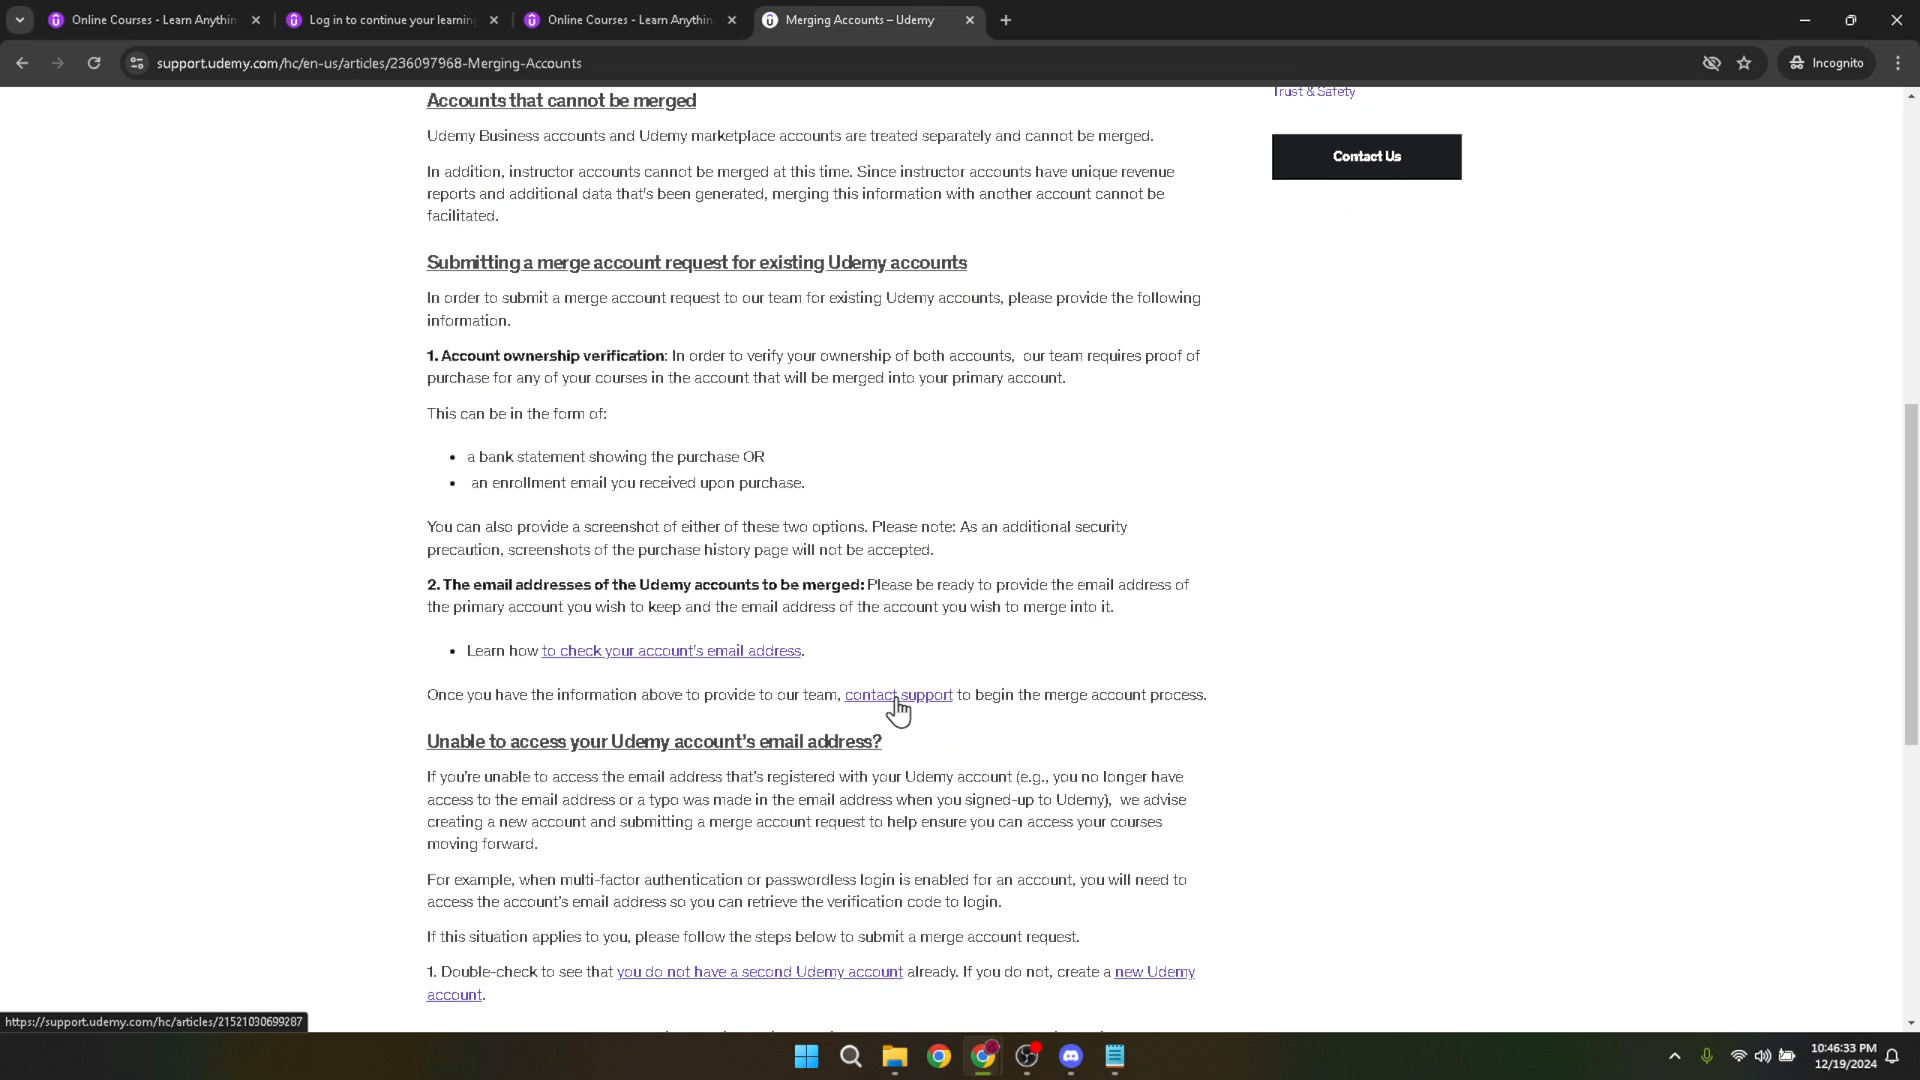 Online Courses - Learn Anythin
Log in to continue your learning
Online Courses - Learn Anythin
Merging Accounts – Udemy
support.udemy.com/hc/en-us/articles/236097968-Merging-Accounts
Incognito
Accounts that cannot be merged
Trust & Safety
Udemy Business accounts and Udemy marketplace accounts are treated separately and cannot be merged.
Contact Us
In addition, instructor accounts cannot be merged at this time. Since instructor accounts have unique revenue
reports and additional data that's been generated, merging this information with another account cannot be
facilitated.
Submitting a merge account request for existing Udemy accounts
In order to submit a merge account request to our team for existing Udemy accounts, please provide the following
information.
1. Account ownership verification: In order to verify your ownership of both accounts, our team requires proof of
purchase for any of your courses in the account that will be merged into your primary account.
This can be in the form of:
• a bank statement showing the purchase OR
• an enrollment email you received upon purchase.
You can also provide a screenshot of either of these two options. Please note: As an additional security
precaution, screenshots of the purchase history page will not be accepted.
2. The email addresses of the Udemy accounts to be merged: Please be ready to provide the email address of
the primary account you wish to keep and the email address of the account you wish to merge into it.
• Learn how to check your account's email address.
Once you have the information above to provide to our team, contact support to begin the merge account process.
Unable to access your Udemy account's email address?
If you're unable to access the email address that's registered with your Udemy account (e.g., you no longer have
access to the email address or a typo was made in the email address when you signed-up to Udemy), we advise
creating a new account and submitting a merge account request to help ensure you can access your courses
moving forward.
For example, when multi-factor authentication or passwordless login is enabled for an account, you will need to
access the account's email address so you can retrieve the verification code to login.
If this situation applies to you, please follow the steps below to submit a merge account request.
1. Double-check to see that you do not have a second Udemy account already. If you do not, create a new Udemy
account.
https://support.udemy.com/hc/articles/21521030699287
10:46:33 PM
12/19/2024